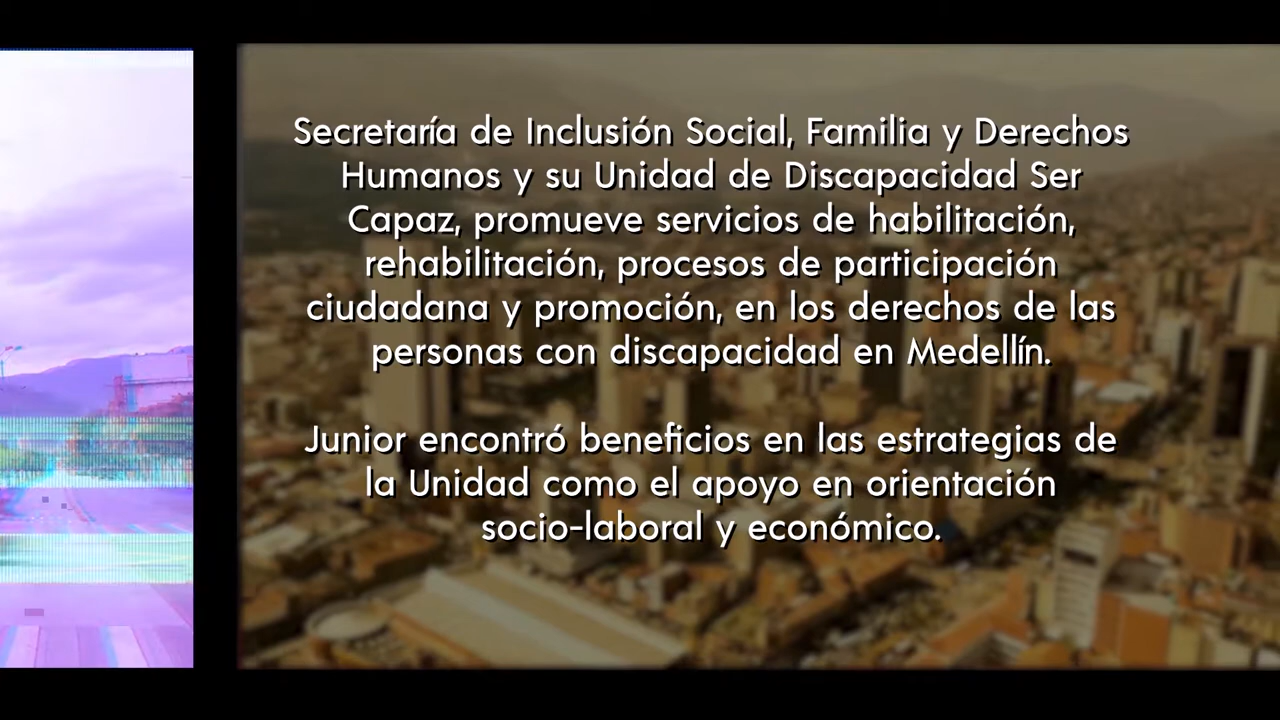 Secretaría de Inclusión Social, Familia y Derechos
Humanos y su Unidad de Discapacidad Ser
Capaz, promueve servicios de habilitación,
rehabilitación, procesos de participación
ciudadana y promoción, en los derechos de las
personas con discapacidad en Medellín.
Junior encontró beneficios en las estrategias de
la Unidad como el apoyo en orientación
socio-laboral y económico.